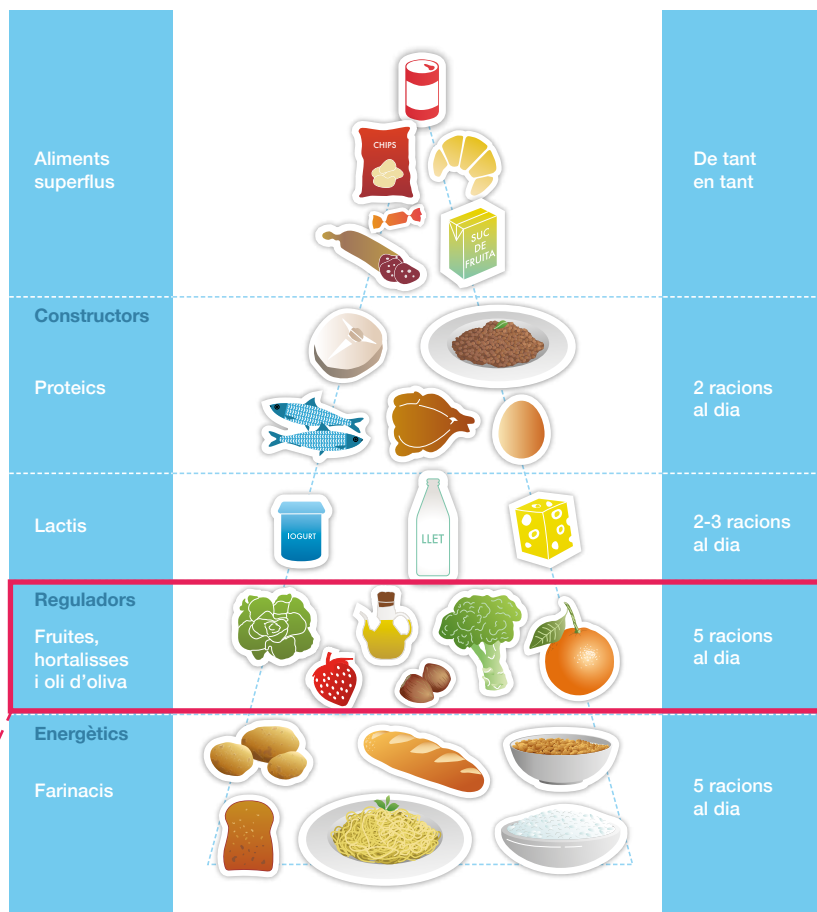 Aliments
superflus
CHIPS
SUC
DE
FRUITA
De tant
en tant
Constructors
Proteics
2 racions
al dia
Lactis
IOGURT
LLET
2-3 racions
al dia
Reguladors
Fruites,
hortalisses
i oli d’oliva
5 racions
al dia
Energètics
Farinacis
5 racions
al dia